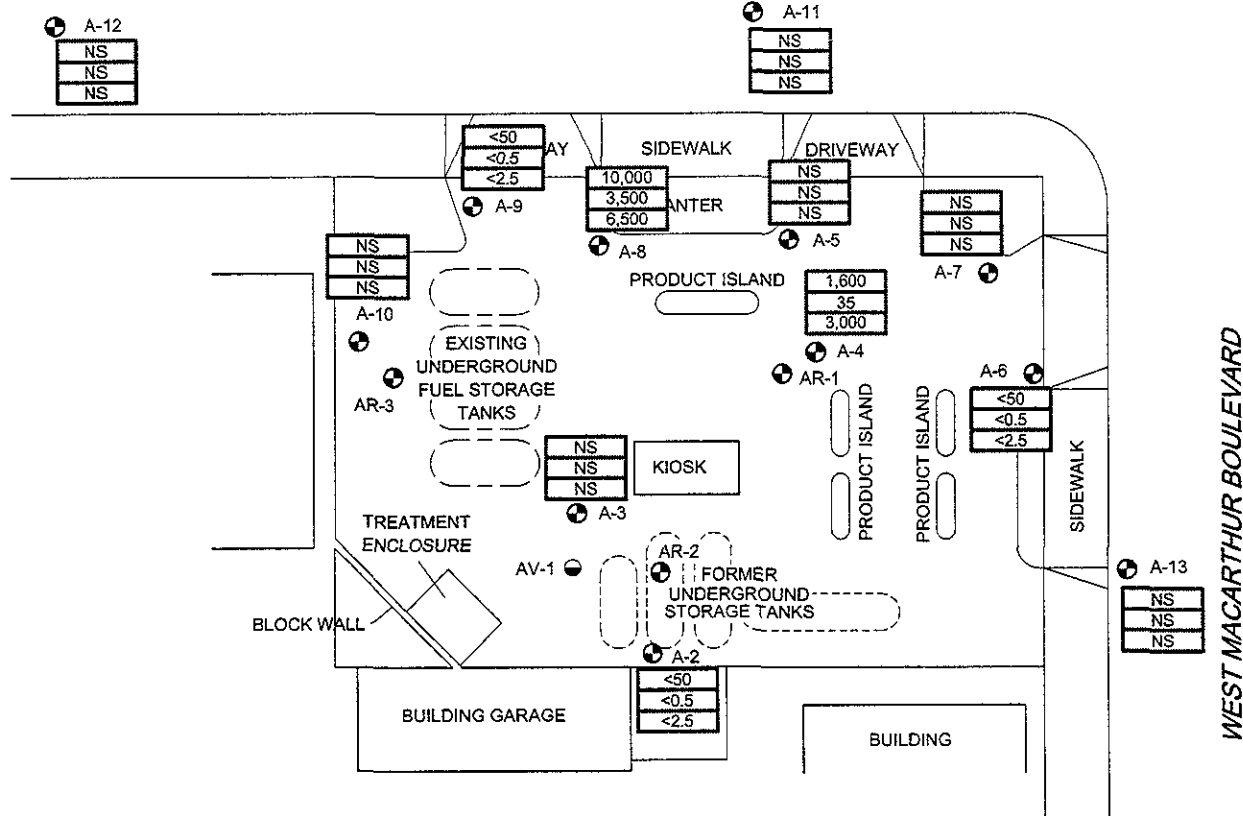 A-12
NS
NS
NS
A-11
NS
NS
NS
<50
<0.5
<2.5
AY
SIDEWALK
DRIVEWAY
A-9
10,000
3,500
6,500
ANTER
A-8
NS
NS
NS
A-5
NS
NS
NS
A-7
NS
NS
NS
A-10
PRODUCT ISLAND
1,600
35
3,000
A-4
AR-1
EXISTING
UNDERGROUND
FUEL STORAGE
TANKS
AR-3
A-6
<50
<0.5
<2.5
PRODUCT ISLAND
PRODUCT ISLAND
SIDEWALK
NS
NS
NS
A-3
KIOSK
TREATMENT
ENCLOSURE
AV-1
AR-2
FORMER
UNDERGROUND
STORAGE TANKS
BLOCK WALL
A-2
<50
<0.5
<2.5
A-13
NS
NS
NS
BUILDING GARAGE
BUILDING
WEST MACARTHUR BOULEVARD